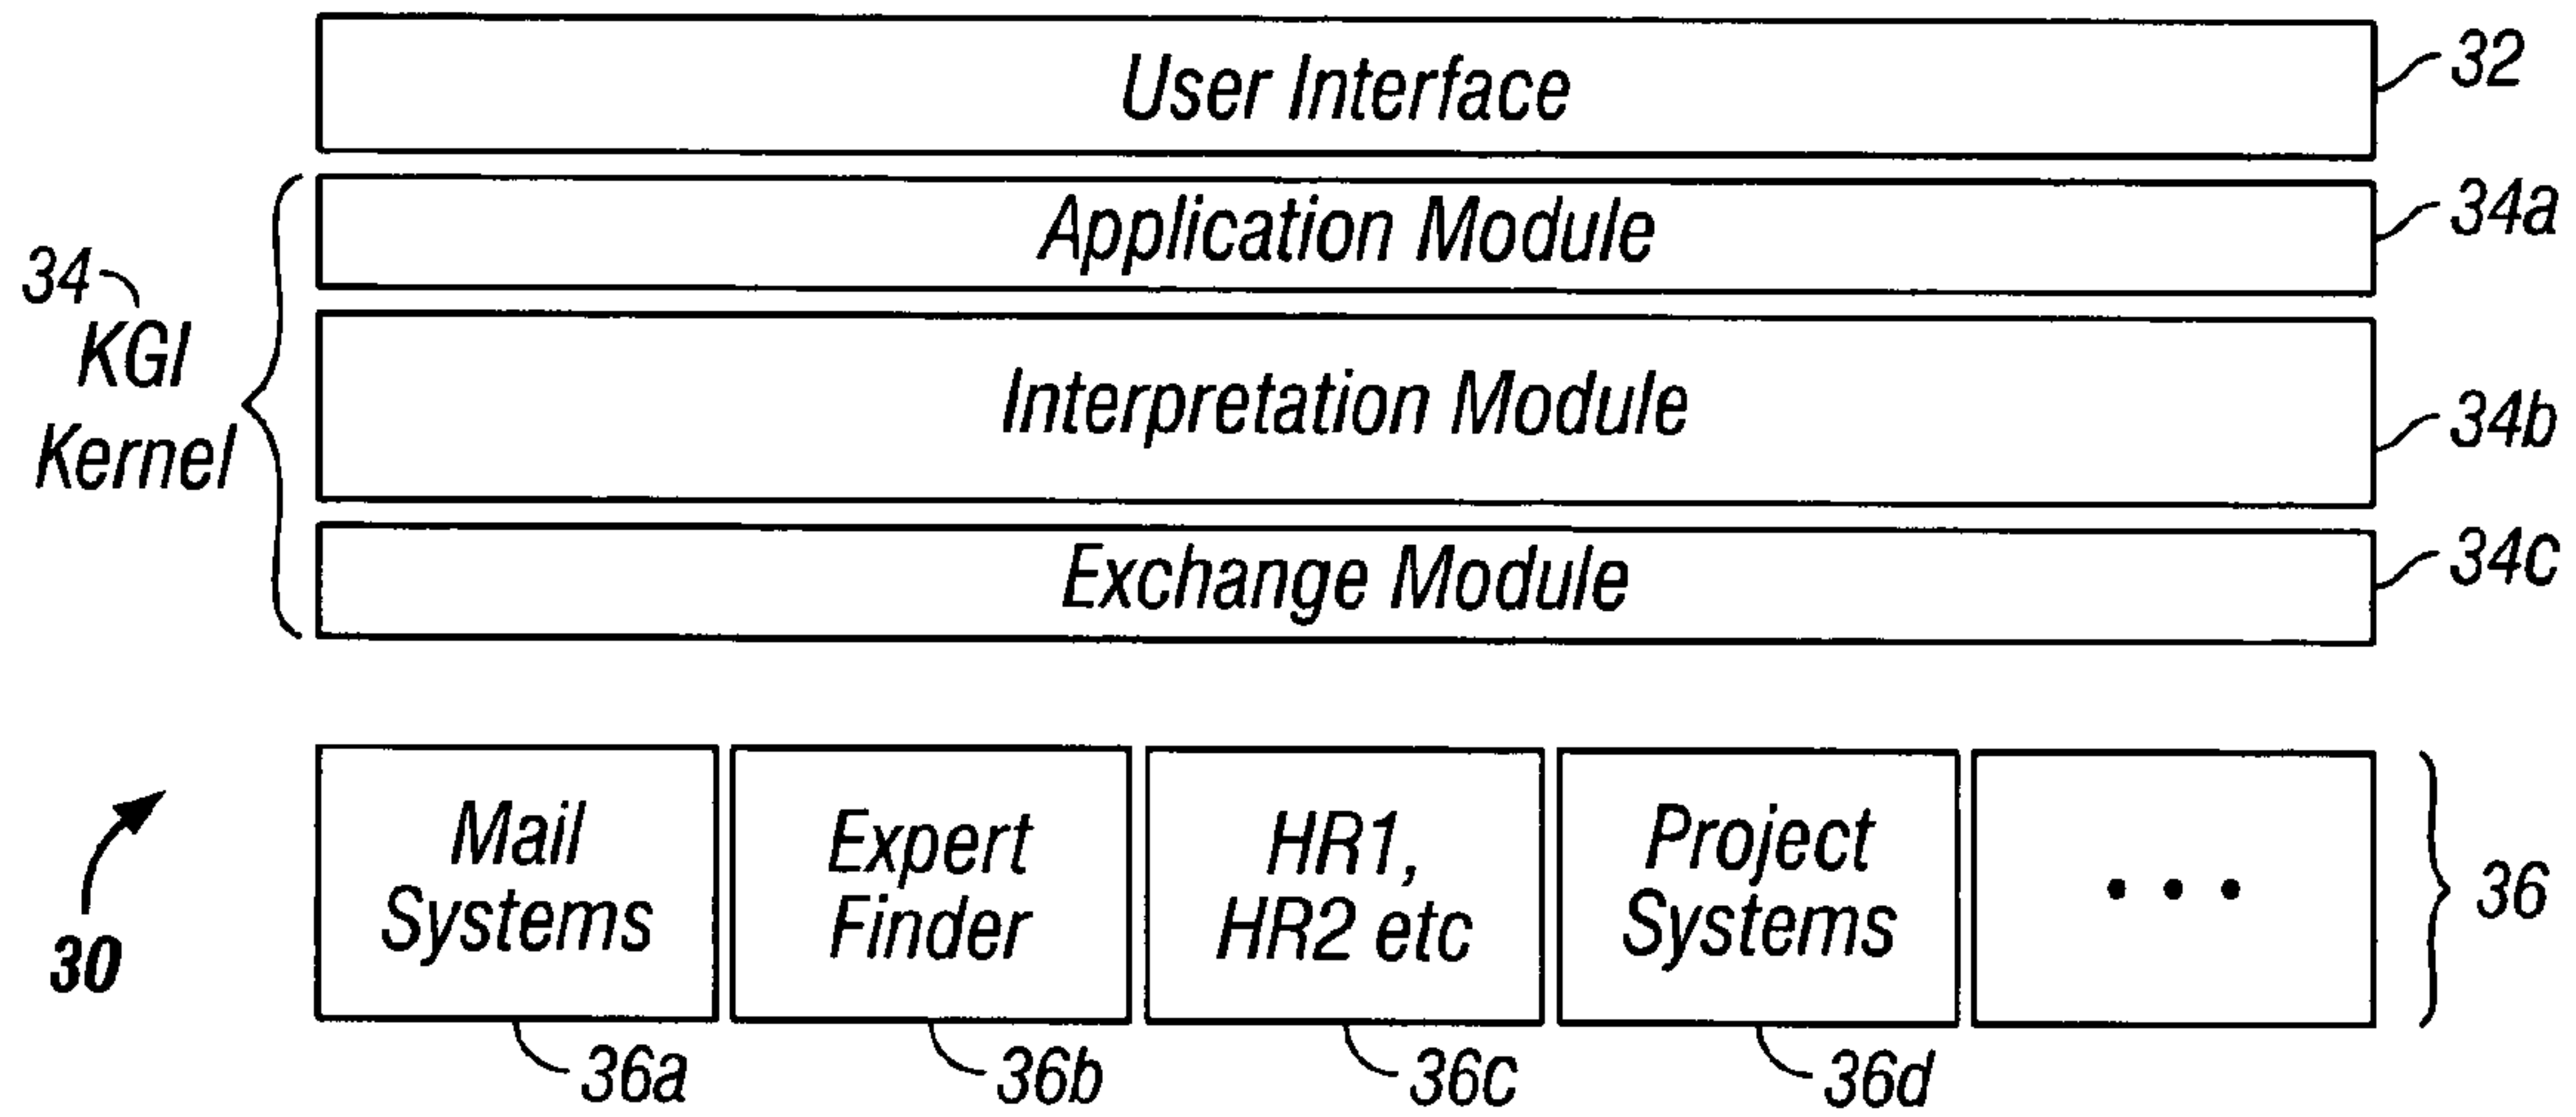 User Interface
32
Application Module
34a
34
KGI
Kernel
Interpretation Module
34b
Exchange Module
34c
30
Mail
Systems
36a
Expert
Finder
36b
HR1,
HR2 etc
36c
Project
Systems
36d
• • •
36